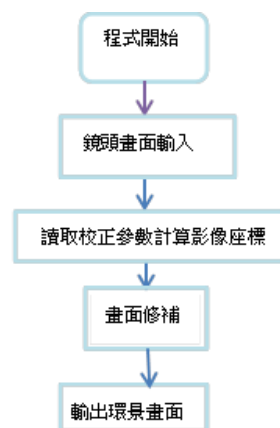 程式開始
鏡頭畫面輸入
讀取校正參數計算影像座標
畫面修補
輸出環景畫面